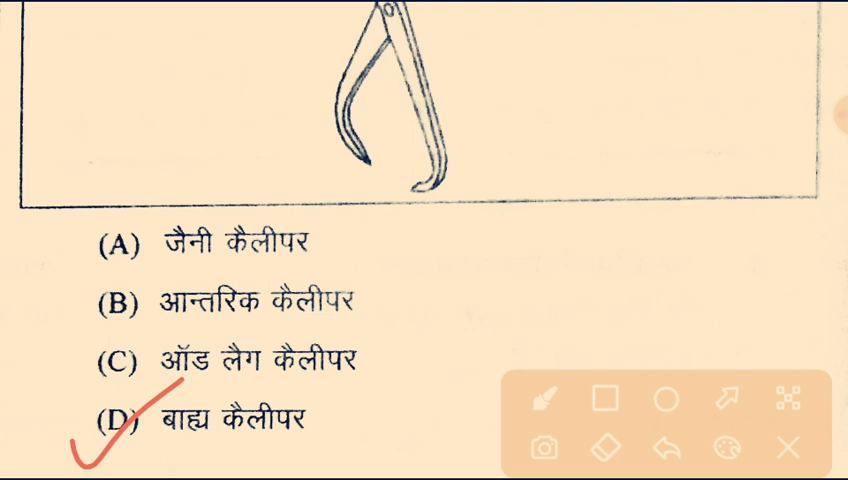 (A) जैनी कैलीपर
(B) आन्तरिक कैलीपर
(C) ऑड लैग कैलीपर
(D) बाह्य कैलीपर